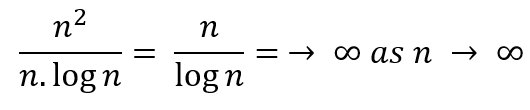 n²/n.log n = n/log n = → ∞ as n → ∞